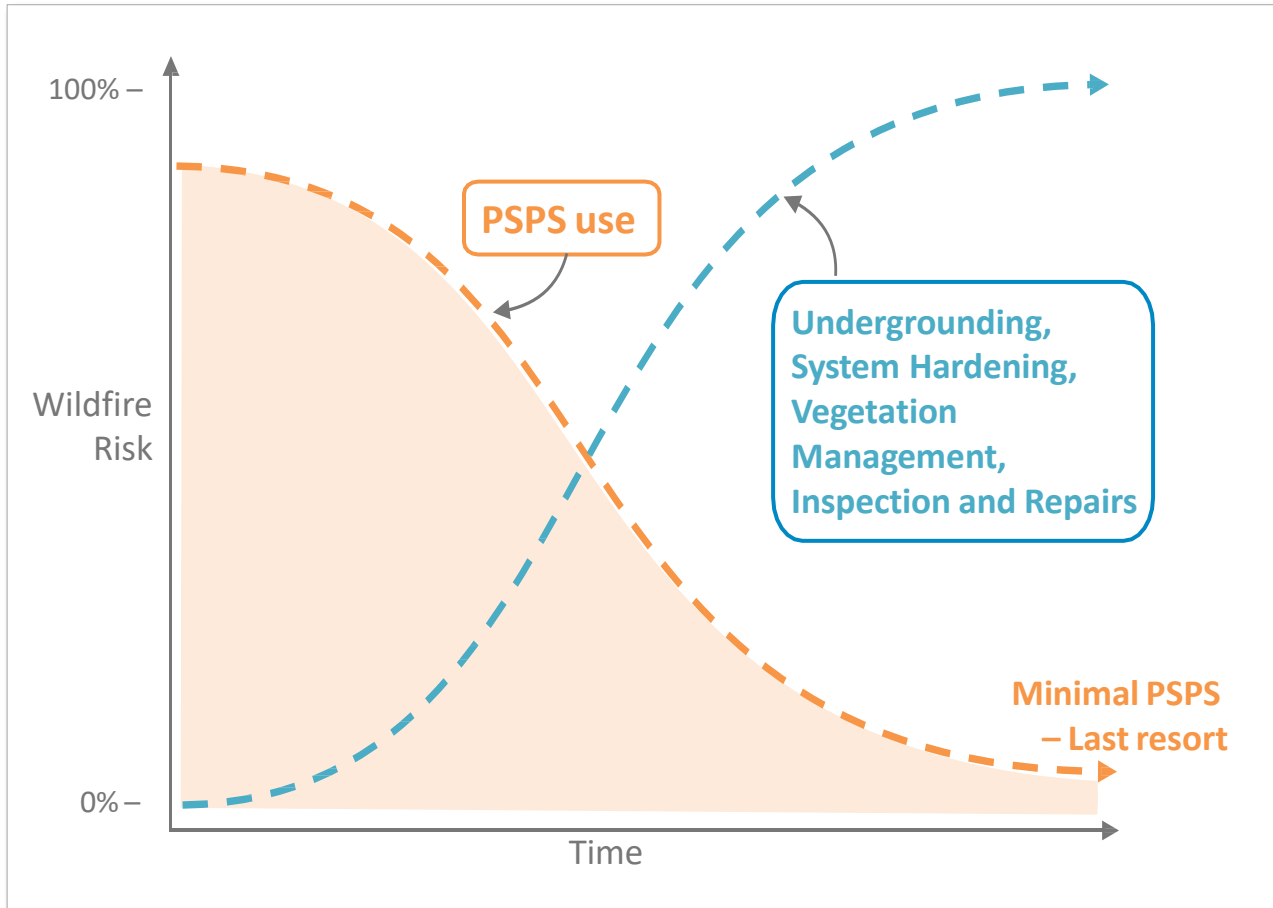 100% –
PSPS use
Undergrounding,
System Hardening,
Vegetation
Management,
Inspection and Repairs
Wildfire
Risk
Minimal PSPS
– Last resort
0% –
Time